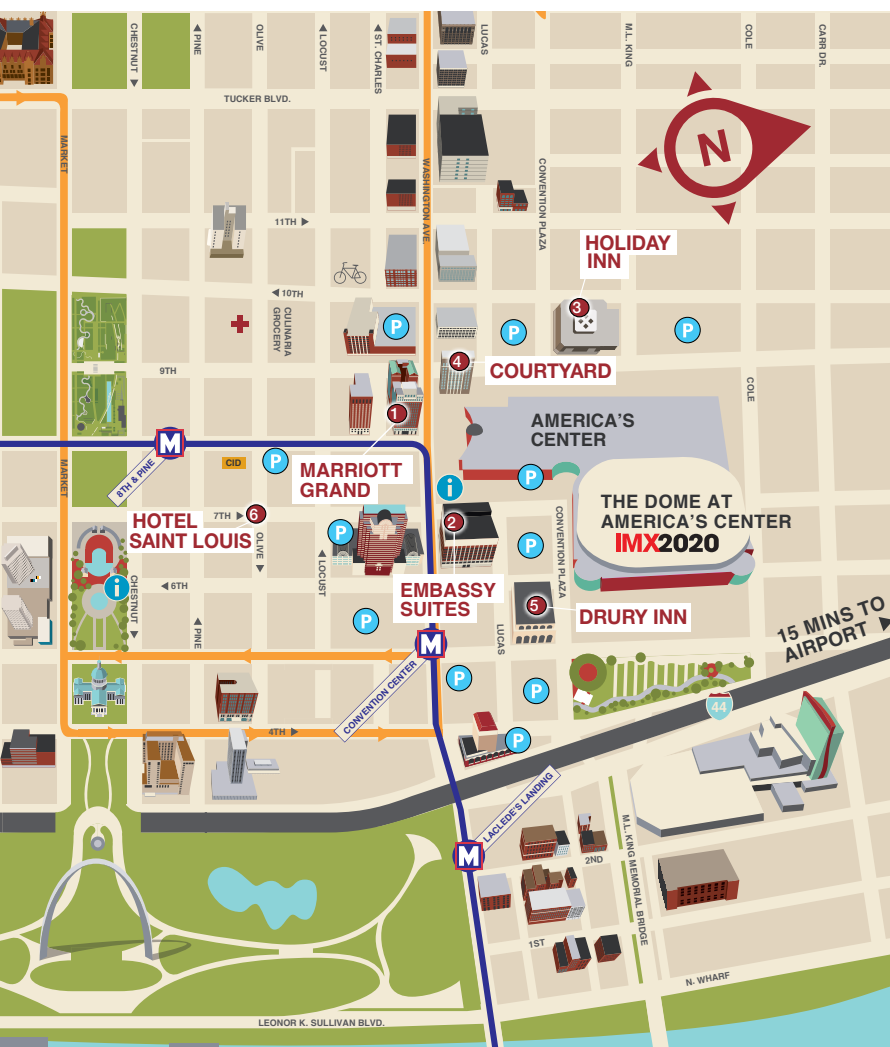 CHESTNUT
PINE
OLIVE
LOCUST
ST. CHARLES
LUCAS
M.L. KING
COLE
CARR DR.
TUCKER BLVD.
MARKET
WASHINGTON AVE.
CONVENTION PLAZA
N
11TH
HOLIDAY
INN
10TH
3
CULINARIA
GROCERY
P
P
P
9TH
4
COURTYARD
COLE
1
AMERICA'S
CENTER
M
8TH & PINE
MARKET
CID
P
MARRIOTT
GRAND
P
i
THE DOME AT
AMERICA'S CENTER
IMX2020
HOTEL
SAINT LOUIS
7TH
6
OLIVE
P
2
P
CONVENTION PLAZA
LOCUST
i
CHESTNUT
6TH
EMBASSY
SUITES
5
DRURY INN
PINE
P
LUCAS
15 MINS TO
AIRPORT
M
CONVENTION CENTER
P
P
44
4TH
P
LACLEDE'S LANDING
M
2ND
M.L. KING MEMORIAL BRIDGE
1ST
N. WHARF
LEONOR K. SULLIVAN BLVD.